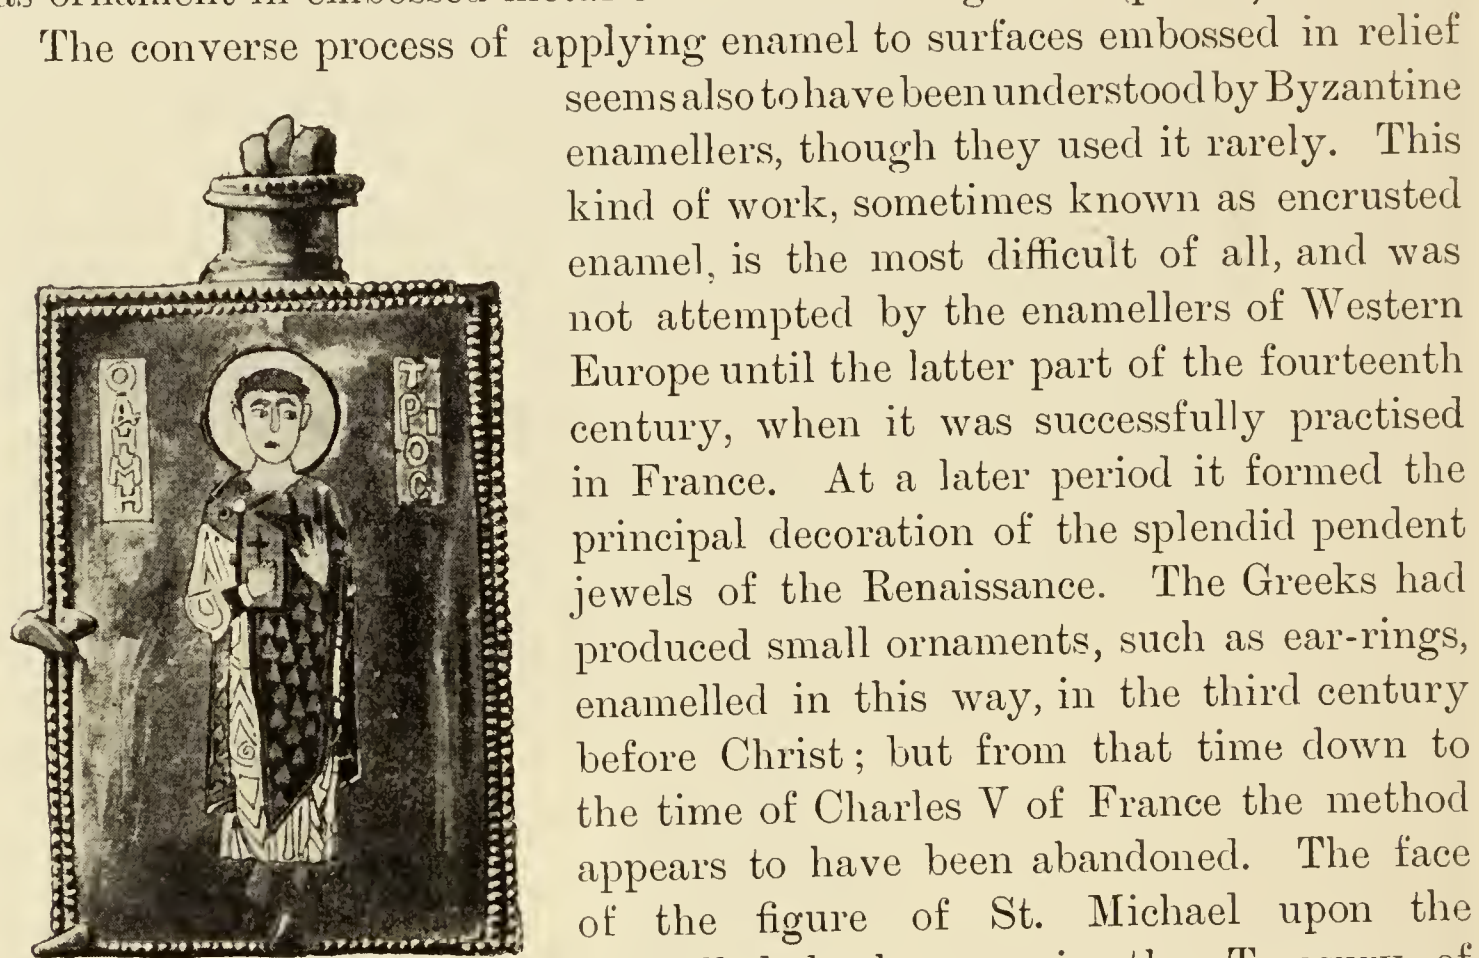 The converse process of applying enamel to surfaces embossed in relief
seems also to have been understood by Byzantine
enamellers, though they used it rarely. This
kind of work, sometimes known as encrusted
enamel, is the most difficult of all, and was
not attempted by the enamellers of Western
Europe until the latter part of the fourteenth
century, when it was successfully practised
in France. At a later period it formed the
principal decoration of the splendid pendent
jewels of the Renaissance. The Greeks had
produced small ornaments, such as ear-rings,
enamelled in this way, in the third century
before Christ; but from that time down to
the time of Charles V of France the method
appears to have been abandoned. The face
of the figure of St. Michael upon the
ΤΡΙΟC